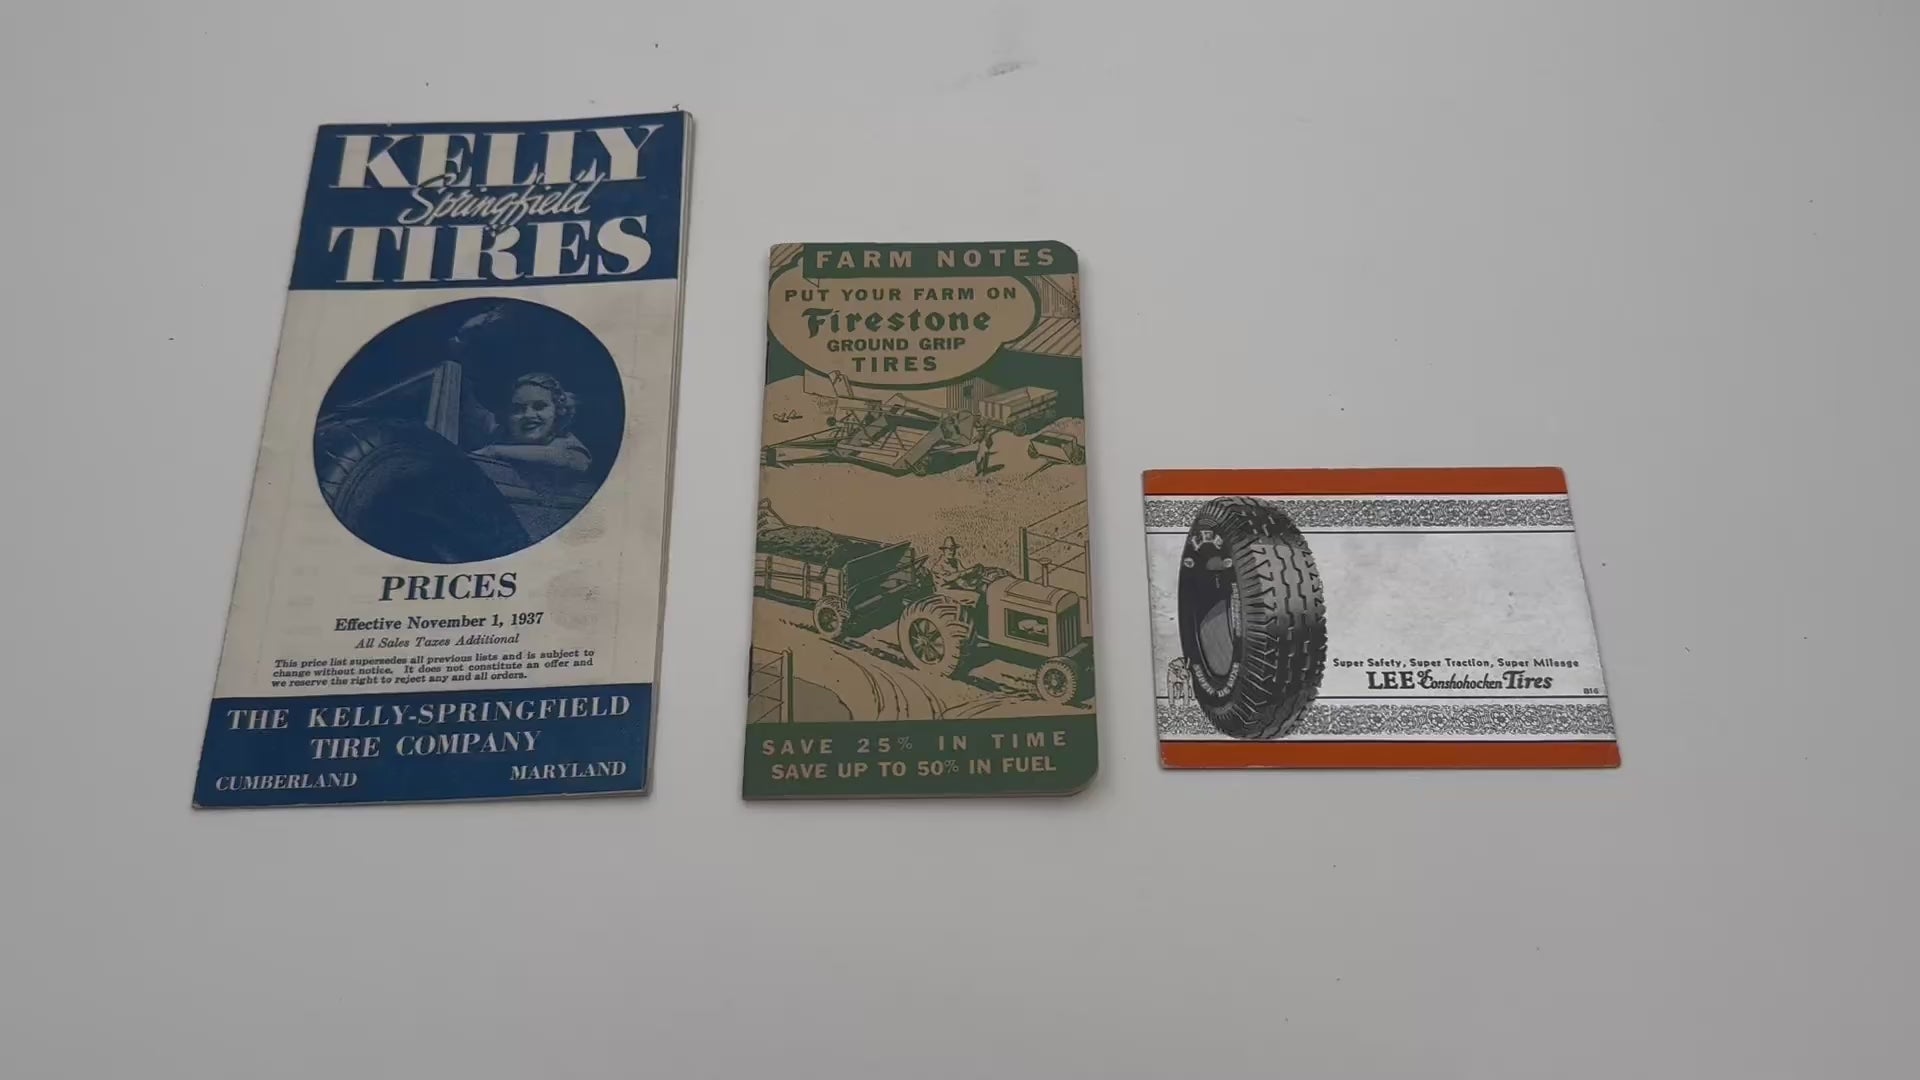 KELLY
Springfield
TIRES
PRICES
Effective November 1, 1937
All Sales Taxes Additional
This price list supersedes all previous lists and is subject to
change without notice. It does not constitute an offer and
we reserve the right to reject any and all orders.
THE KELLY-SPRINGFIELD
TIRE COMPANY
CUMBERLAND MARYLAND
FARM NOTES
PUT YOUR FARM ON
Firestone
GROUND GRIP
TIRES
SAVE 25% IN TIME
SAVE UP TO 50% IN FUEL
LEE
Super Safety, Super Traction, Super Mileage
LEE of Conshohocken Tires